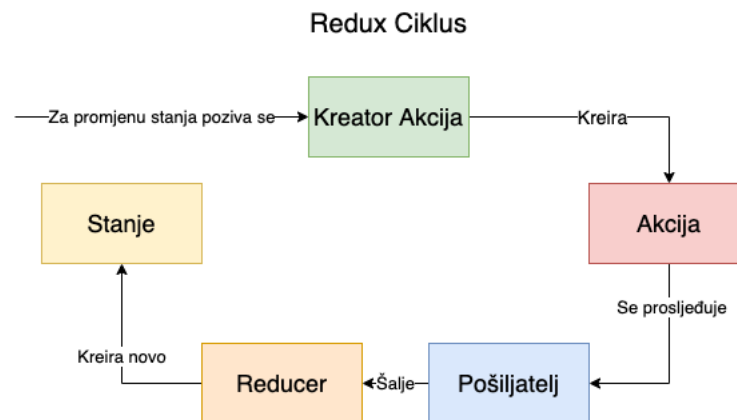 Redux Ciklus
Za promjenu stanja poziva se
Kreator Akcija
Kreira
Stanje
Akcija
Se prosljeđuje
Kreira novo
Reducer
Šalje
Pošiljatelj